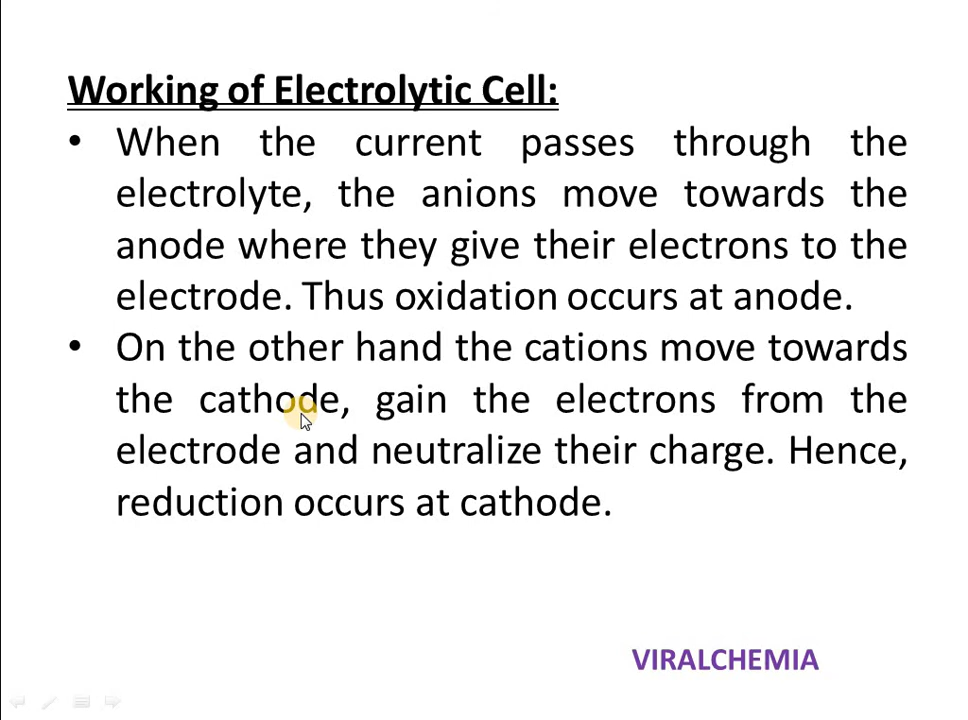 Working of Electrolytic Cell:
• When the current passes through the
electrolyte, the anions move towards the
anode where they give their electrons to the
electrode. Thus oxidation occurs at anode.
• On the other hand the cations move towards
the cathode, gain the electrons from the
electrode and neutralize their charge. Hence,
reduction occurs at cathode.
VIRALCHEMIA